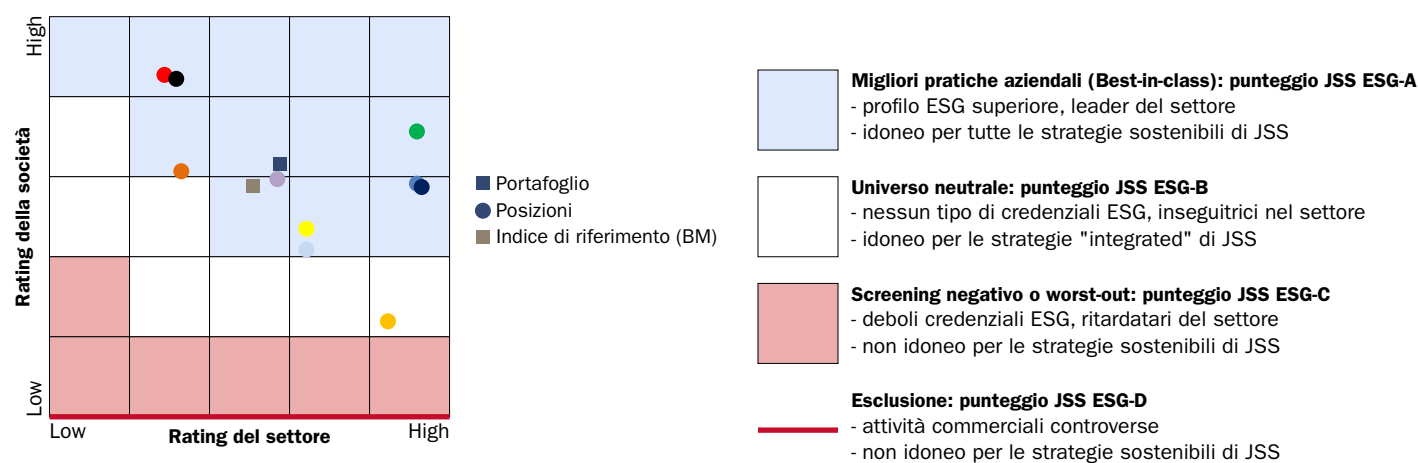 High
Rating della società
Low
Low
Rating del settore
High
Portafoglio
Posizioni
Indice di riferimento (BM)
Migliori pratiche aziendali (Best-in-class): punteggio JSS ESG-A
- profilo ESG superiore, leader del settore
- idoneo per tutte le strategie sostenibili di JSS
Universo neutrale: punteggio JSS ESG-B
- nessun tipo di credenziali ESG, inseguitrici nel settore
- idoneo per le strategie "integrated" di JSS
Screening negativo o worst-out: punteggio JSS ESG-C
- deboli credenziali ESG, ritardatari del settore
- non idoneo per le strategie sostenibili di JSS
Esclusione: punteggio JSS ESG-D
- attività commerciali controverse
- non idoneo per le strategie sostenibili di JSS